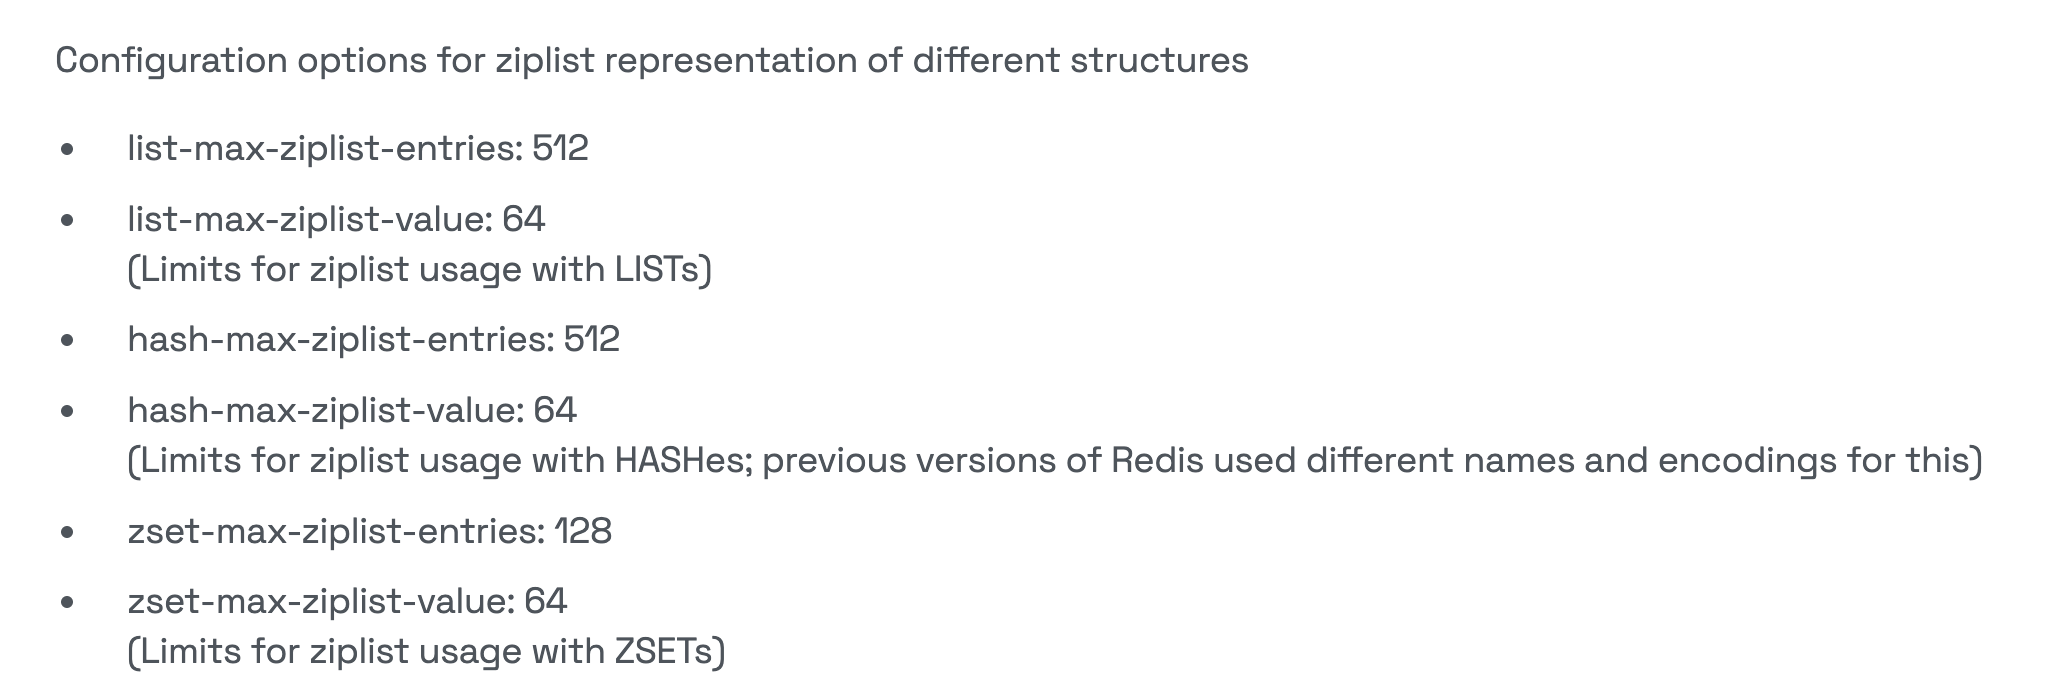 Configuration options for ziplist representation of different structures
• list-max-ziplist-entries: 512
• list-max-ziplist-value: 64
(Limits for ziplist usage with LISTs)
• hash-max-ziplist-entries: 512
• hash-max-ziplist-value: 64
(Limits for ziplist usage with HASHes; previous versions of Redis used different names and encodings for this)
• zset-max-ziplist-entries: 128
• zset-max-ziplist-value: 64
(Limits for ziplist usage with ZSETs)